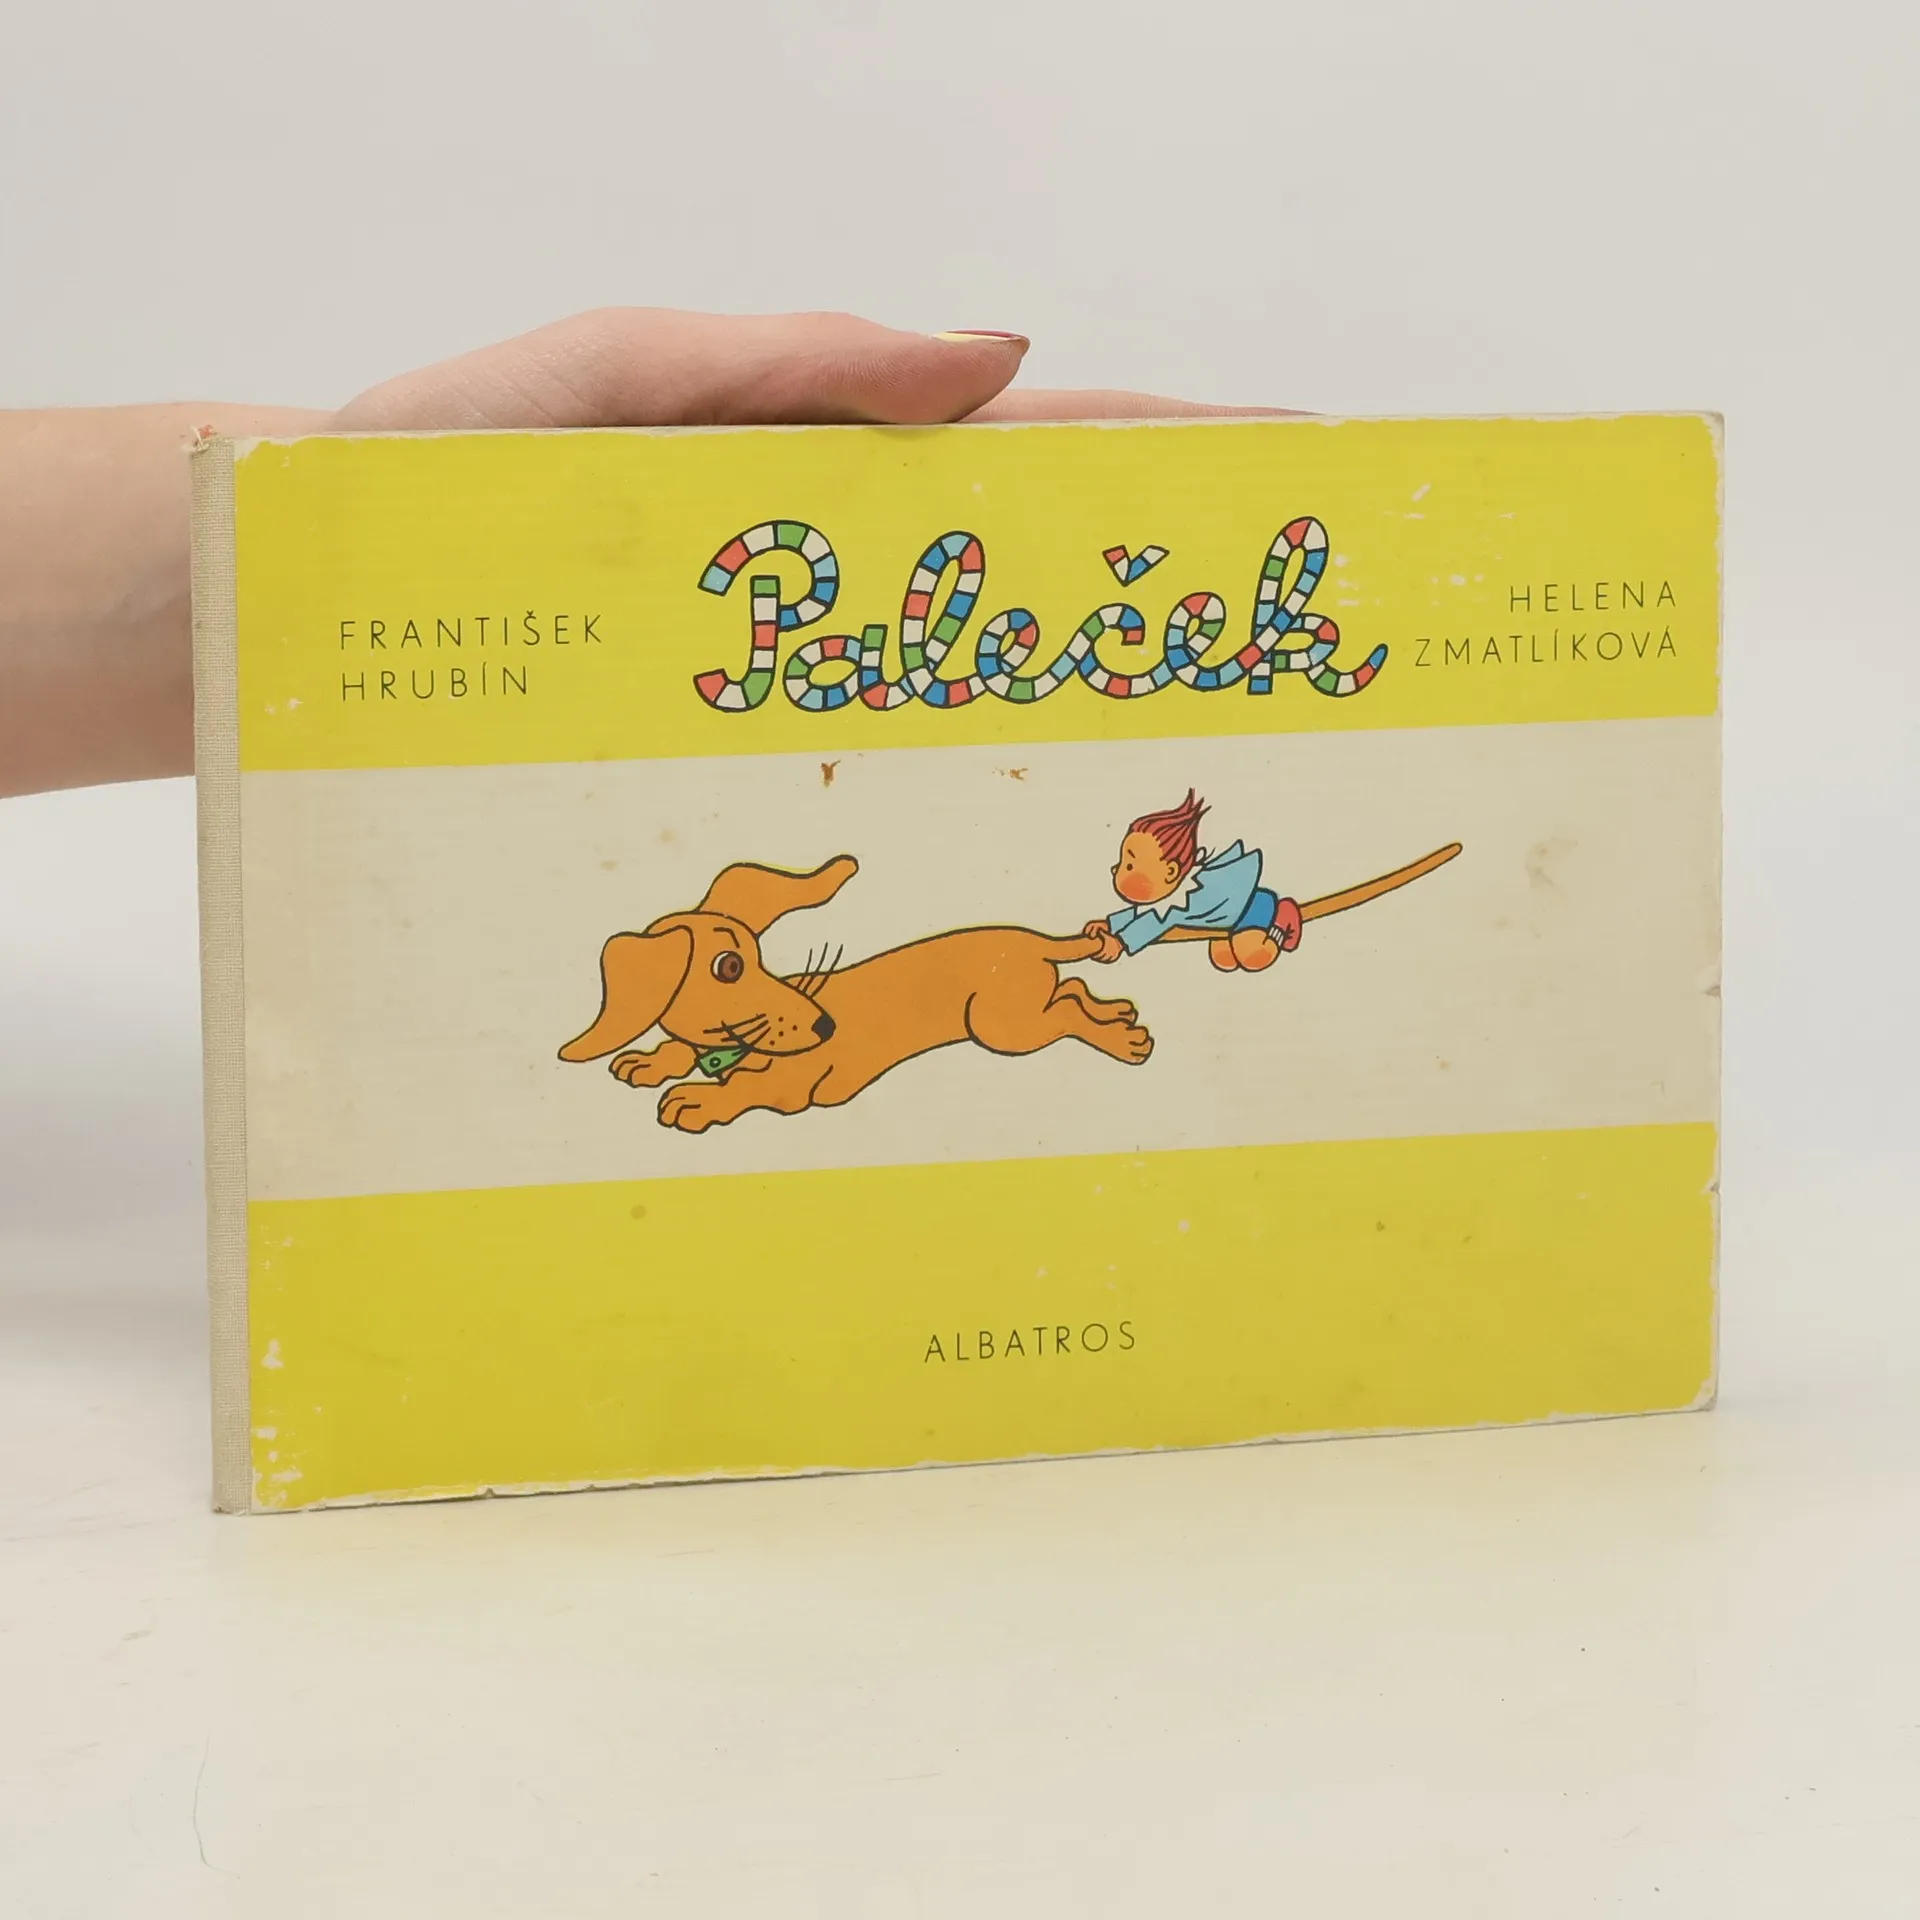 Paleček
FRANTIŠEK
HRUBÍN
HELENA
ZMATLÍKOVÁ
ALBATROS